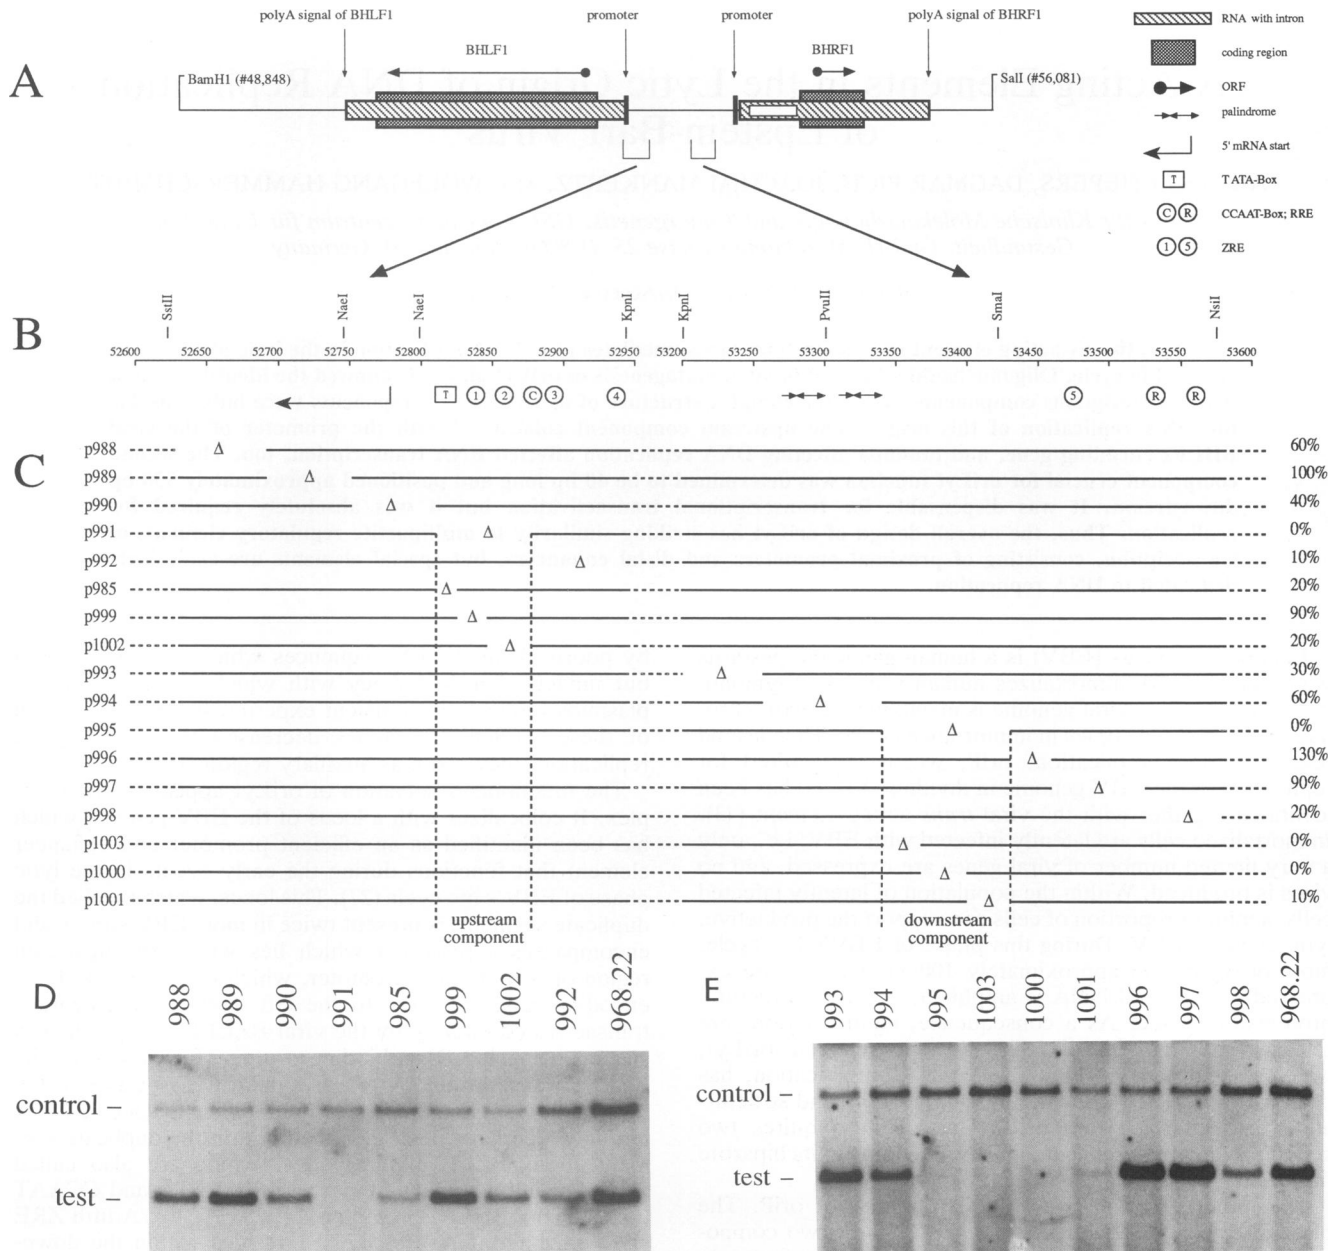 polyA signal of BHLF1 promoter promoter polyA signal of BHRF1
RNA with intron
A
BHLF1 BHRF1
coding region
BamH1 (#48,848) SalI (#56,081)
ORF
palindrome
5' mRNA start
T TATA-Box
C R CCAAT-Box; RRE
1 5 ZRE
B
SstII NaeI NaeI KpnI KpnI PvuII SmaI NsiI
52600 52650 52700 52750 52800 52850 52900 52950 53200 53250 53300 53350 53400 53450 53500 53550 53600
T 1 2 C 3 4 5 R R
C
p988 Δ 60%
p989 Δ 100%
p990 Δ 40%
p991 Δ 0%
p992 Δ 10%
p985 Δ 20%
p999 Δ 90%
p1002 Δ 20%
p993 Δ 30%
p994 Δ 60%
p995 Δ 0%
p996 Δ 130%
p997 Δ 90%
p998 Δ 20%
p1003 Δ 0%
p1000 Δ 0%
p1001 Δ 10%
upstream component
downstream component
D
988 989 990 991 985 999 1002 992 968.22
control –
test –
E
993 994 995 1003 1000 1001 996 997 998 968.22
control –
test –